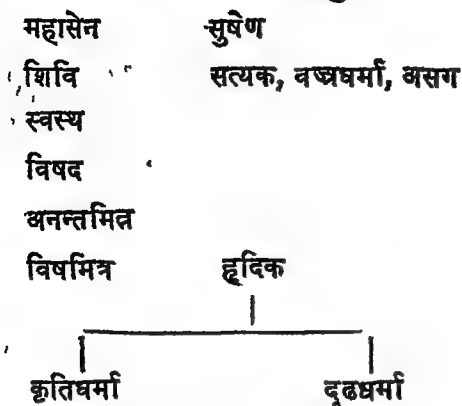 महासेन सुषेण
शिवि सत्यक, वज्रधर्मा, असग
स्वस्थ
विषद
अनन्तमित्र
विषमित्र हृदिक
कृतिधर्मा दृढधर्मा